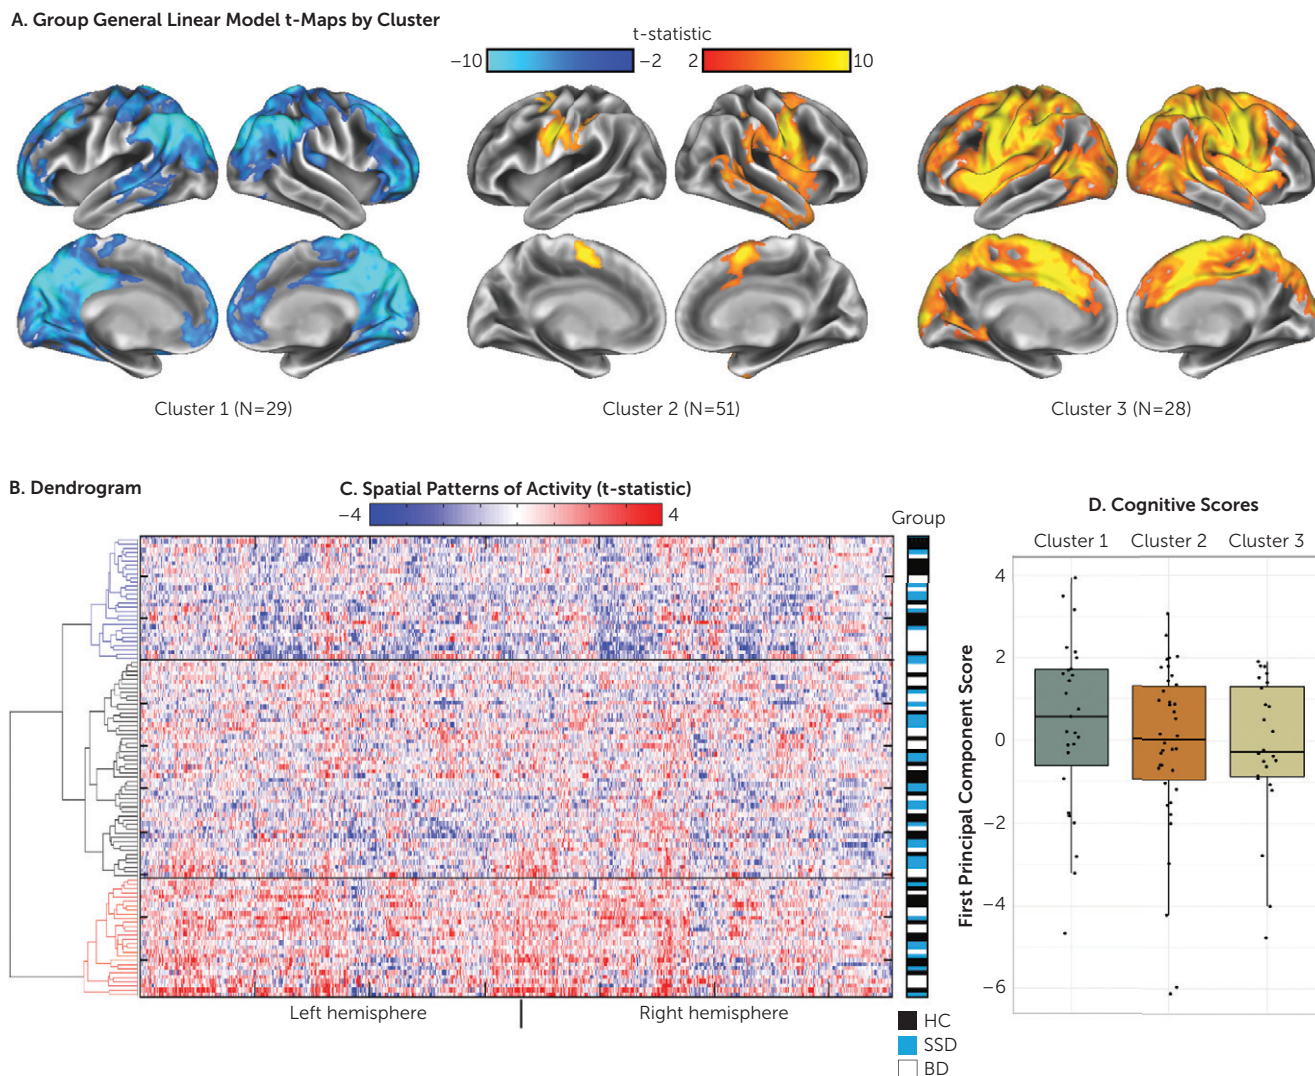 A. Group General Linear Model t-Maps by Cluster
t-statistic
−10 −2 2 10
Cluster 1 (N=29) Cluster 2 (N=51) Cluster 3 (N=28)
B. Dendrogram
C. Spatial Patterns of Activity (t-statistic)
−4 4
Group
Left hemisphere Right hemisphere
HC
SSD
BD
D. Cognitive Scores
Cluster 1 Cluster 2 Cluster 3
First Principal Component Score
4
2
0
−2
−4
−6